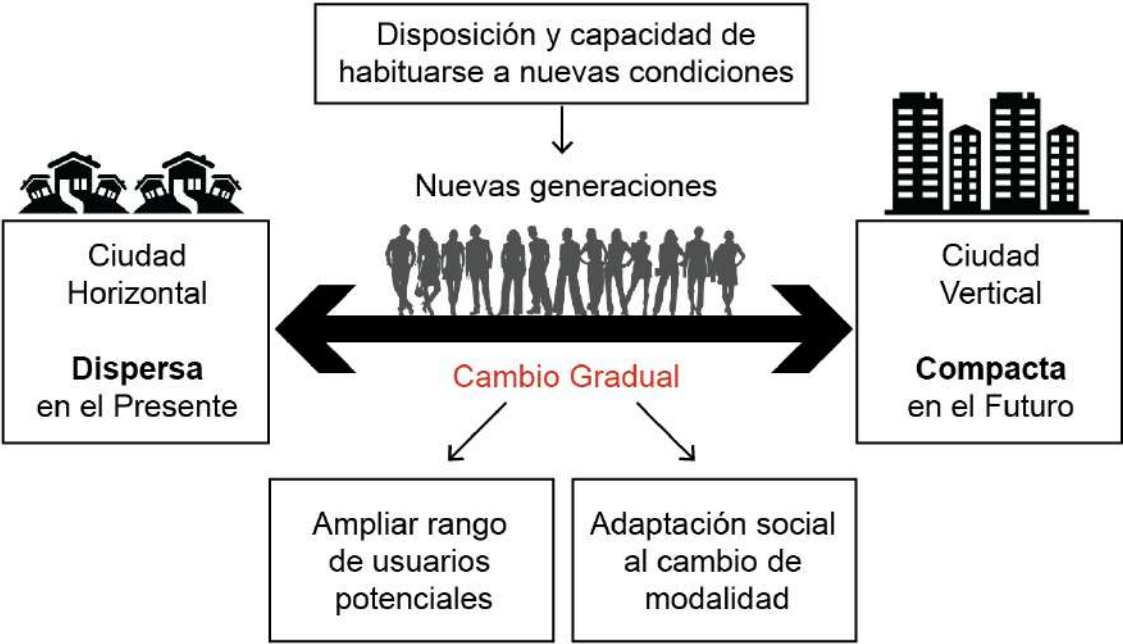 Disposición y capacidad de
habituarse a nuevas condiciones
Nuevas generaciones
Ciudad
Horizontal
Dispersa
en el Presente
Cambio Gradual
Ciudad
Vertical
Compacta
en el Futuro
Ampliar rango
de usuarios
potenciales
Adaptación social
al cambio de
modalidad